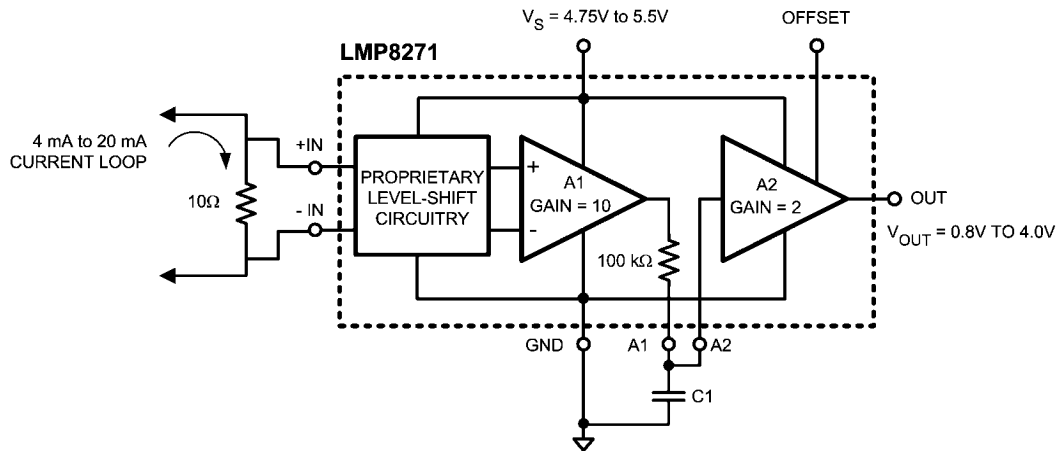 V_S = 4.75V to 5.5V
OFFSET
LMP8271
4 mA to 20 mA
CURRENT LOOP
+IN
10Ω
- IN
PROPRIETARY
LEVEL-SHIFT
CIRCUITRY
+
-
A1
GAIN = 10
100 kΩ
A2
GAIN = 2
OUT
V_OUT = 0.8V TO 4.0V
GND
A1
A2
C1